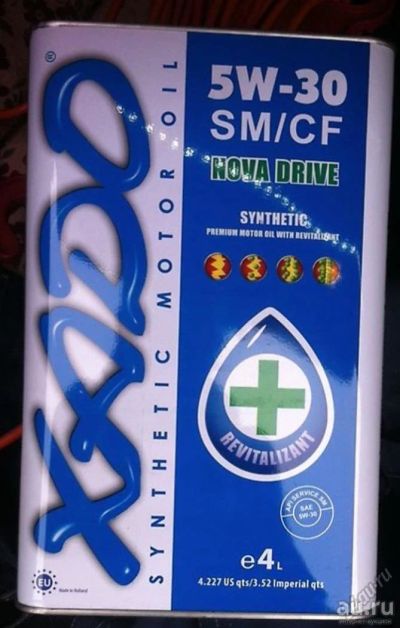 XADO®
SYNTHETIC MOTOR OIL
5W-30
SM/CF
NOVA DRIVE
SYNTHETIC
PREMIUM MOTOR OIL WITH REVITALIZANT
REVITALIZANT
API SERVICE SM
SAE
5W-30
e4L
4.227 US qts/3.52 Imperial qts
EU
Made in Holland
au.ru
интернет-аукцион